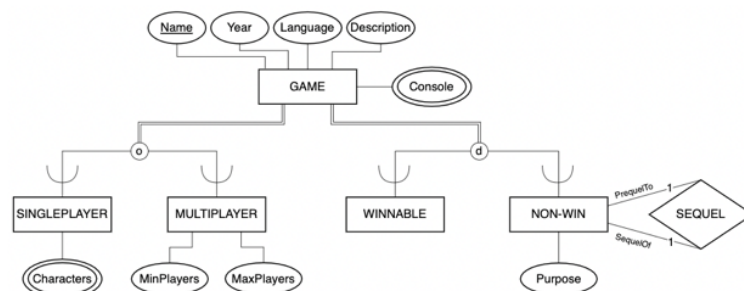 Name
Year
Language
Description
GAME
Console
o
d
SINGLEPLAYER
MULTIPLAYER
WINNABLE
NON-WIN
PrequelTo
1
SEQUEL
SequelOf
1
Characters
MinPlayers
MaxPlayers
Purpose